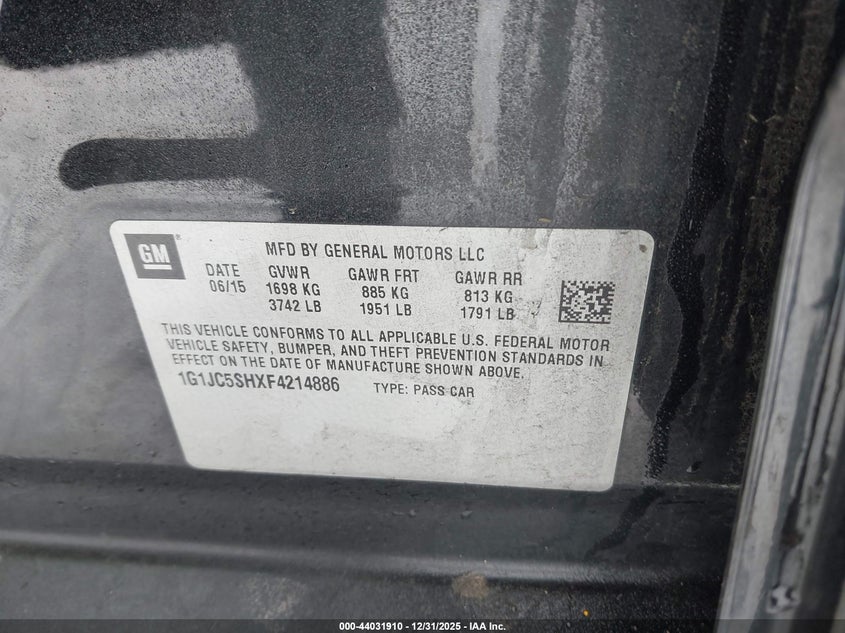 GM ®
MFD BY GENERAL MOTORS LLC
DATE GVWR GAWR FRT GAWR RR
06/15 1698 KG 885 KG 813 KG
3742 LB 1951 LB 1791 LB
THIS VEHICLE CONFORMS TO ALL APPLICABLE U.S. FEDERAL MOTOR
VEHICLE SAFETY, BUMPER, AND THEFT PREVENTION STANDARDS IN
EFFECT ON THE DATE OF MANUFACTURE SHOWN ABOVE.
1G1JC5SHXF4214886 TYPE: PASS CAR
000-44031910 - 12/31/2025 - IAA Inc.